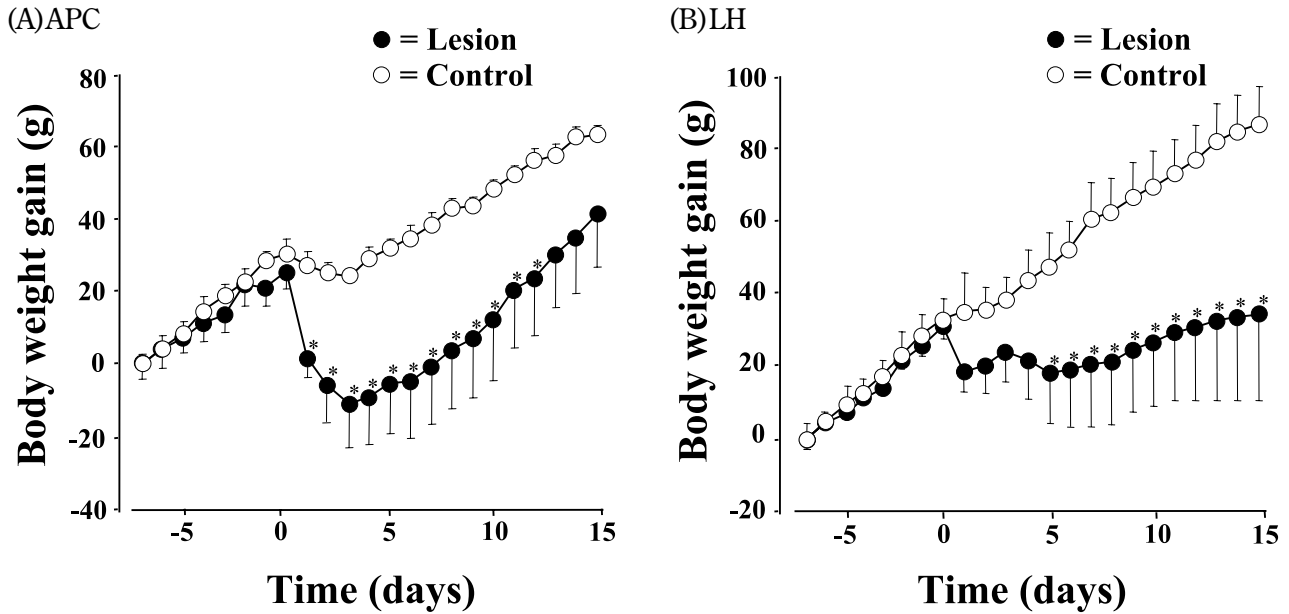 (A)APC
= Lesion
= Control
80
60
40
20
0
-20
-40
Body weight gain (g)
* * * * * * * * * * * *
-5 0 5 10 15
Time (days)
(B)LH
= Lesion
= Control
100
80
60
40
20
0
-20
Body weight gain (g)
* * * * * * * * * * *
-5 0 5 10 15
Time (days)